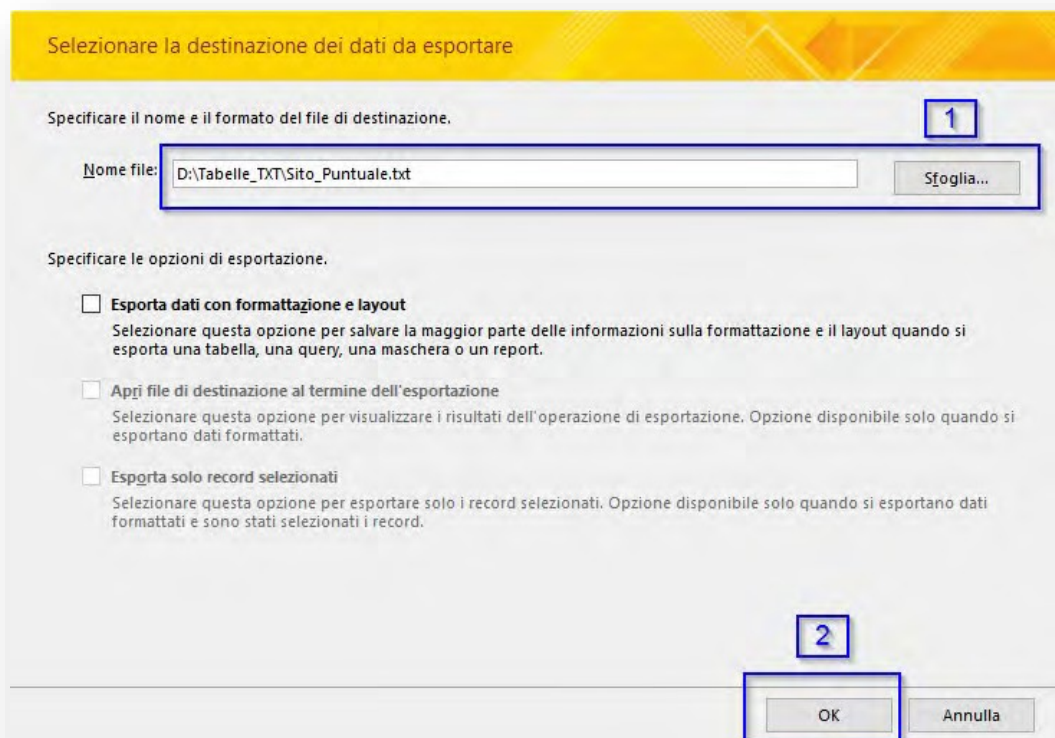 Selezionare la destinazione dei dati da esportare
Specificare il nome e il formato del file di destinazione.
1
Nome file: D:\Tabelle_TXT\Sito_Puntuale.txt Sfoglia...
Specificare le opzioni di esportazione.
Esporta dati con formattazione e layout
Selezionare questa opzione per salvare la maggior parte delle informazioni sulla formattazione e il layout quando si
esporta una tabella, una query, una maschera o un report.
Apri file di destinazione al termine dell'esportazione
Selezionare questa opzione per visualizzare i risultati dell'operazione di esportazione. Opzione disponibile solo quando si
esportano dati formattati.
Esporta solo record selezionati
Selezionare questa opzione per esportare solo i record selezionati. Opzione disponibile solo quando si esportano dati
formattati e sono stati selezionati i record.
2
OK Annulla